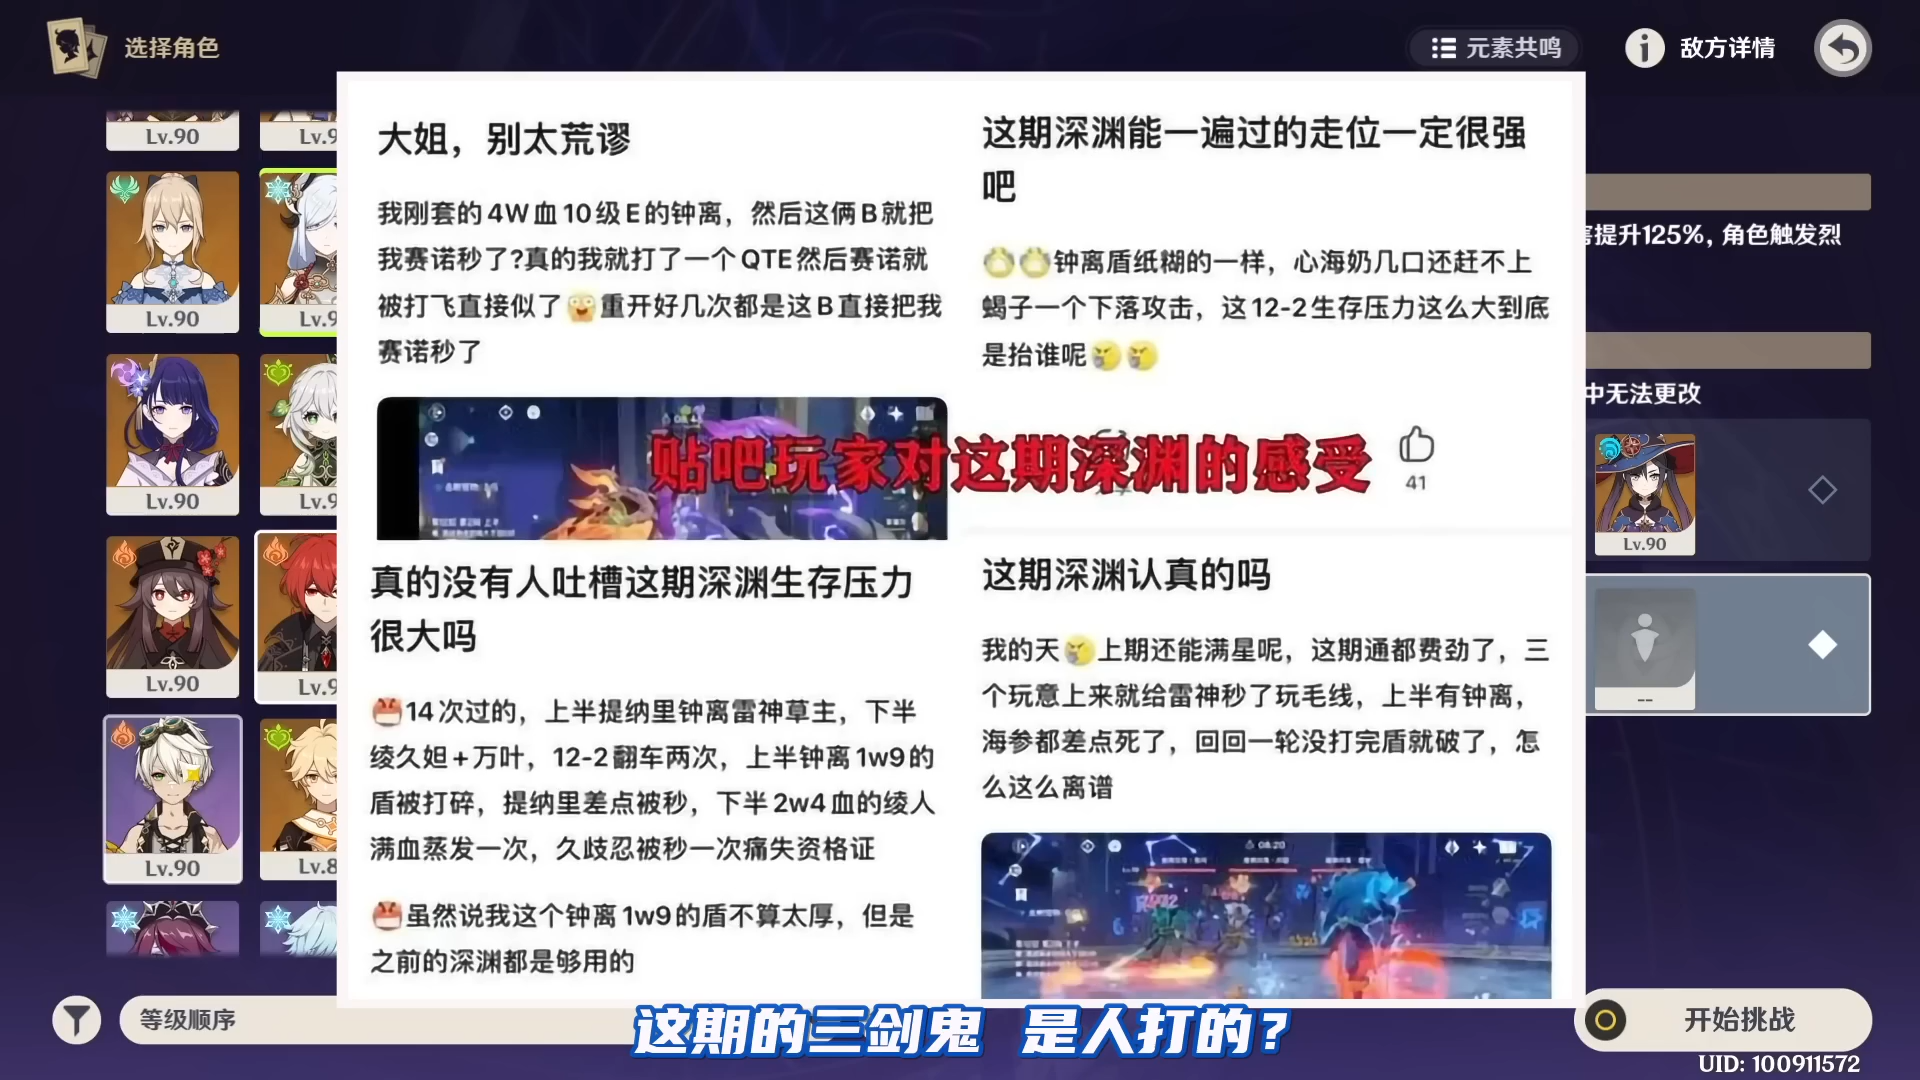 选择角色
元素共鸣
敌方详情
Lv.90
Lv.9
Lv.90
Lv.9
Lv.90
Lv.9
Lv.90
Lv.9
Lv.90
Lv.8
大姐，别太荒谬
我刚套的4W血10级E的钟离，然后这俩B就把
我赛诺秒了?真的我就打了一个QTE然后赛诺就
被打飞直接似了重开好几次都是这B直接把我
赛诺秒了
这期深渊能一遍过的走位一定很强
吧
钟离盾纸糊的一样，心海奶几口还赶不上
蝎子一个下落攻击，这12-2生存压力这么大到底
是抬谁呢
贴吧玩家对这期深渊的感受
41
真的没有人吐槽这期深渊生存压力
很大吗
14次过的，上半提纳里钟离雷神草主，下半
绫久妲+万叶，12-2翻车两次，上半钟离1w9的
盾被打碎，提纳里差点被秒，下半2w4血的绫人
满血蒸发一次，久歧忍被秒一次痛失资格证
虽然说我这个钟离1w9的盾不算太厚，但是
之前的深渊都是够用的
这期深渊认真的吗
我的天上期还能满星呢，这期通都费劲了，三
个玩意上来就给雷神秒了玩毛线，上半有钟离，
海参都差点死了，回回一轮没打完盾就破了，怎
么这么离谱
08:20
提升125%，角色触发烈
中无法更改
Lv.90
--
等级顺序
这期的三剑鬼 是人打的？
开始挑战
UID: 100911572